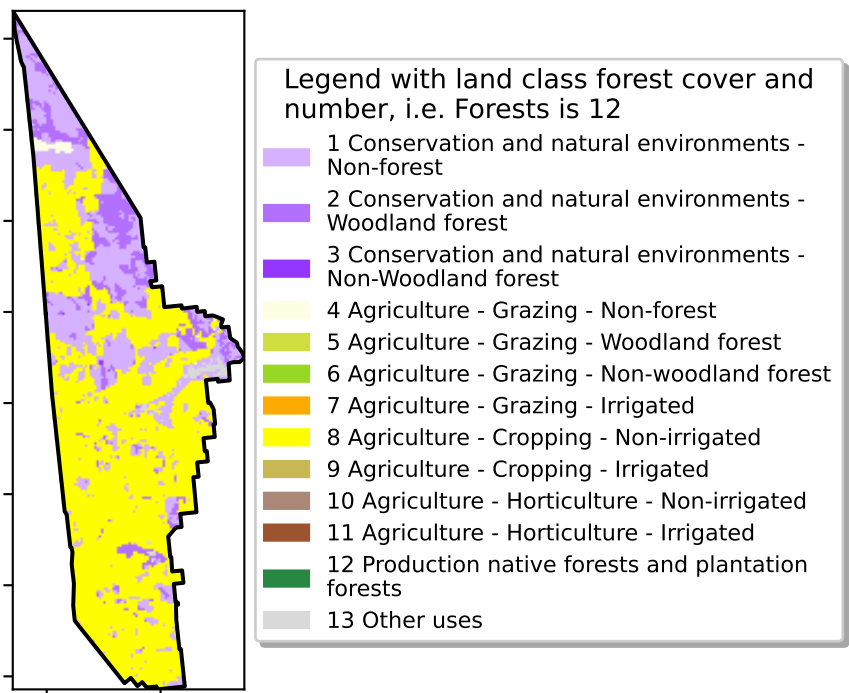 Legend with land class forest cover and
number, i.e. Forests is 12
1 Conservation and natural environments -
Non-forest
2 Conservation and natural environments -
Woodland forest
3 Conservation and natural environments -
Non-Woodland forest
4 Agriculture - Grazing - Non-forest
5 Agriculture - Grazing - Woodland forest
6 Agriculture - Grazing - Non-woodland forest
7 Agriculture - Grazing - Irrigated
8 Agriculture - Cropping - Non-irrigated
9 Agriculture - Cropping - Irrigated
10 Agriculture - Horticulture - Non-irrigated
11 Agriculture - Horticulture - Irrigated
12 Production native forests and plantation
forests
13 Other uses